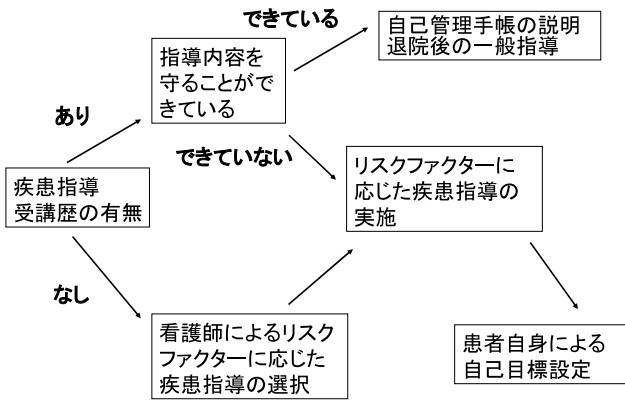 できている
自己管理手帳の説明
退院後の一般指導
指導内容を
守ることがで
きている
あり
できていない
リスクファクターに
応じた疾患指導の
実施
疾患指導
受講歴の有無
なし
看護師によるリスク
ファクターに応じた
疾患指導の選択
患者自身による
自己目標設定